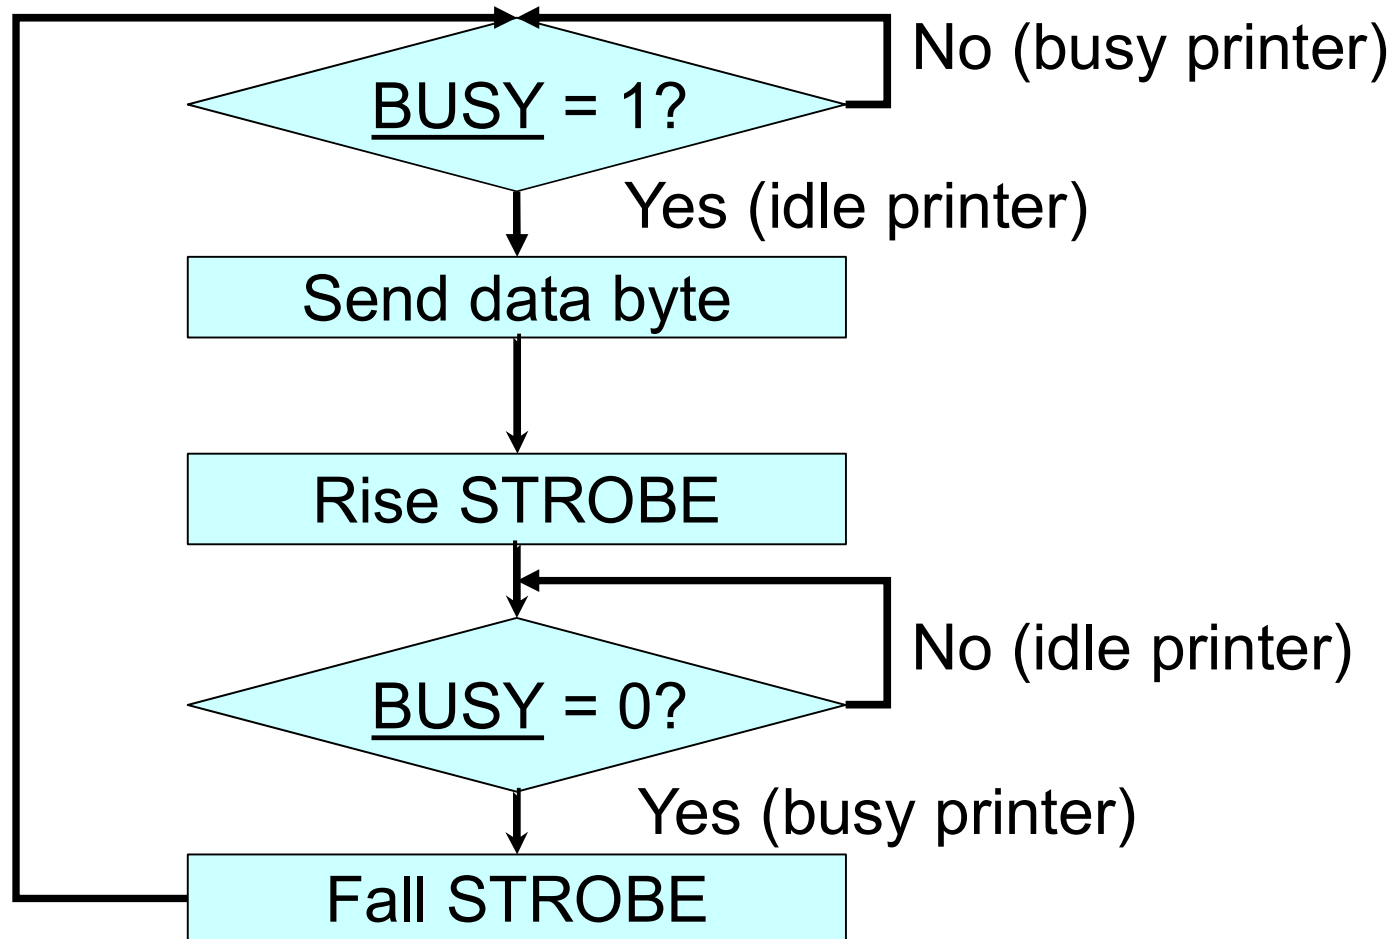 No (busy printer)
BUSY = 1?
Yes (idle printer)
Send data byte
Rise STROBE
No (idle printer)
BUSY = 0?
Yes (busy printer)
Fall STROBE